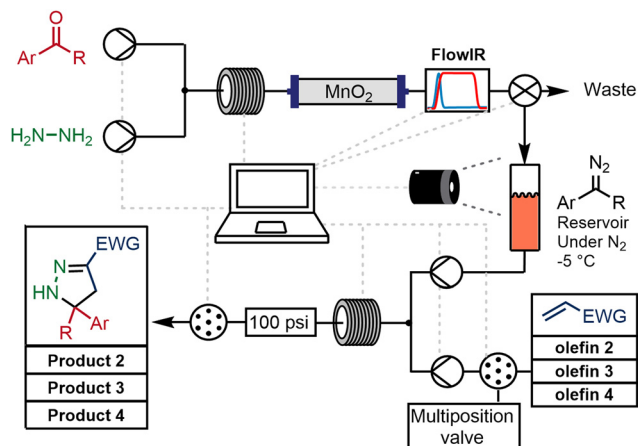 O
Ar
R
H₂N–NH₂
MnO₂
FlowIR
Waste
N₂
Ar
R
Reservoir
Under N₂
-5 °C
EWG
N
HN
R
Ar
Product 2
Product 3
Product 4
100 psi
EWG
olefin 2
olefin 3
olefin 4
Multiposition
valve